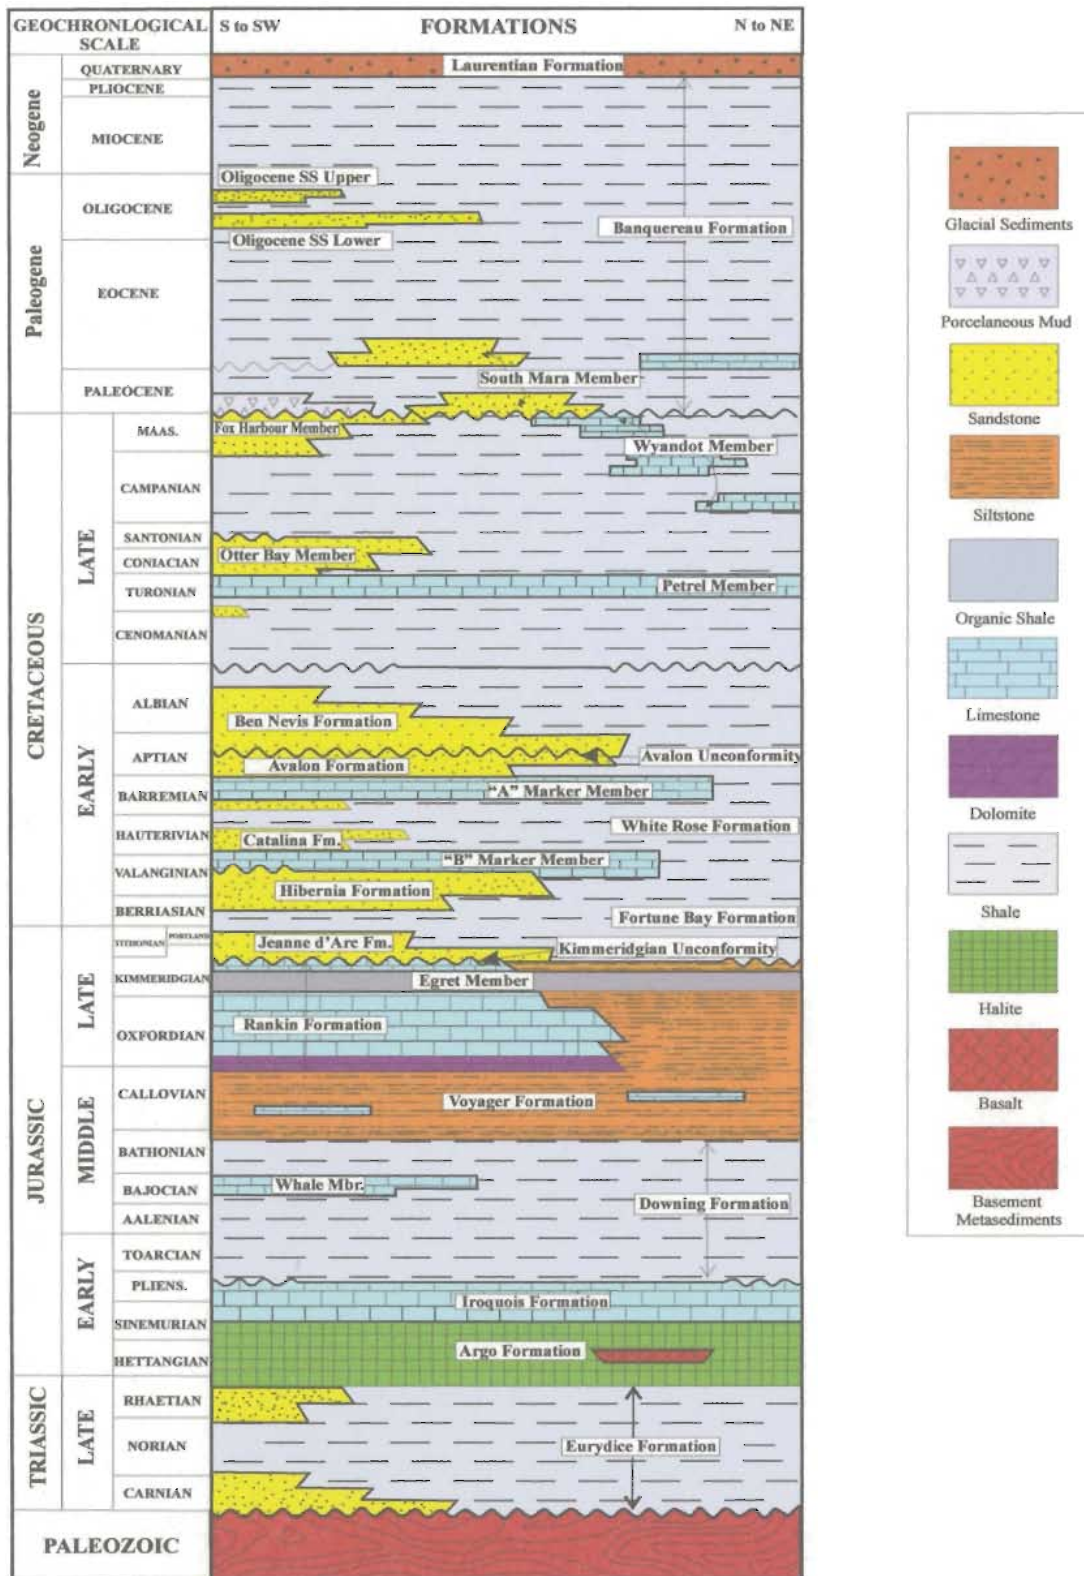 GEOCHRONLOGICAL
SCALE
S to SW
FORMATIONS
N to NE
Neogene
QUATERNARY
PLIOCENE
MIOCENE
Paleogene
OLIGOCENE
EOCENE
PALEOCENE
CRETACEOUS
LATE
MAAS.
CAMPANIAN
SANTONIAN
CONIACIAN
TURONIAN
CENOMANIAN
EARLY
ALBIAN
APTIAN
BARREMIAN
HAUTERIVIAN
VALANGINIAN
BERRIASIAN
JURASSIC
LATE
TITHONIAN
PORTLAND
KIMMERIDGIAN
OXFORDIAN
MIDDLE
CALLOVIAN
BATHONIAN
BAJOCIAN
AALENIAN
EARLY
TOARCIAN
PLIENS.
SINEMURIAN
HETTANGIAN
TRIASSIC
LATE
RHAETIAN
NORIAN
CARNIAN
PALEOZOIC
Laurentian Formation
Oligocene SS Upper
Banquereau Formation
Oligocene SS Lower
South Mara Member
Fox Harbour Member
Wyandot Member
Otter Bay Member
Petrel Member
Ben Nevis Formation
Avalon Unconformity
Avalon Formation
"A" Marker Member
White Rose Formation
Catalina Fm.
"B" Marker Member
Hibernia Formation
Fortune Bay Formation
Jeanne d'Arc Fm.
Kimmeridgian Unconformity
Egret Member
Rankin Formation
Voyager Formation
Whale Mbr.
Downing Formation
Iroquois Formation
Argo Formation
Eurydice Formation
Glacial Sediments
Porcelaneous Mud
Sandstone
Siltstone
Organic Shale
Limestone
Dolomite
Shale
Halite
Basalt
Basement
Metasediments